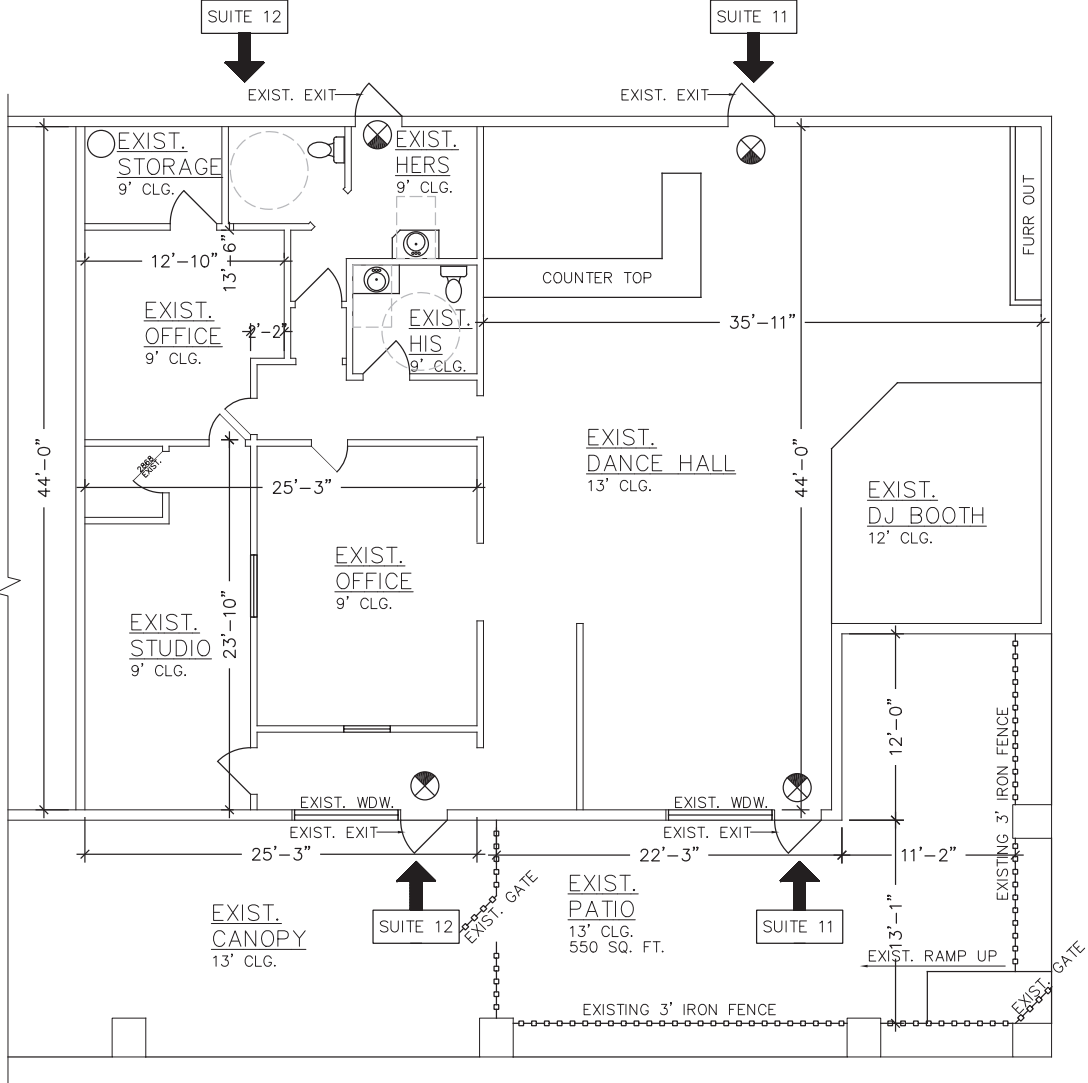 SUITE 12
SUITE 11
EXIST. EXIT
EXIST. EXIT
EXIST.
STORAGE
9' CLG.
EXIST.
HERS
9' CLG.
FURR OUT
12'-10"
13'-6"
COUNTER TOP
EXIST.
OFFICE
9' CLG.
2'-2"
EXIST.
HIS
9' CLG.
35'-11"
44'-0"
EXIST.
DANCE HALL
13' CLG.
44'-0"
2868
EXIST.
25'-3"
EXIST.
DJ BOOTH
12' CLG.
EXIST.
OFFICE
9' CLG.
EXIST.
STUDIO
9' CLG.
23'-10"
12'-0"
EXISTING 3' IRON FENCE
EXIST. WDW.
EXIST. WDW.
EXIST. EXIT
EXIST. EXIT
25'-3"
22'-3"
11'-2"
EXIST.
CANOPY
13' CLG.
SUITE 12
EXIST. GATE
EXIST.
PATIO
13' CLG.
550 SQ. FT.
SUITE 11
13'-1"
EXIST. RAMP UP
EXIST. GATE
EXISTING 3' IRON FENCE